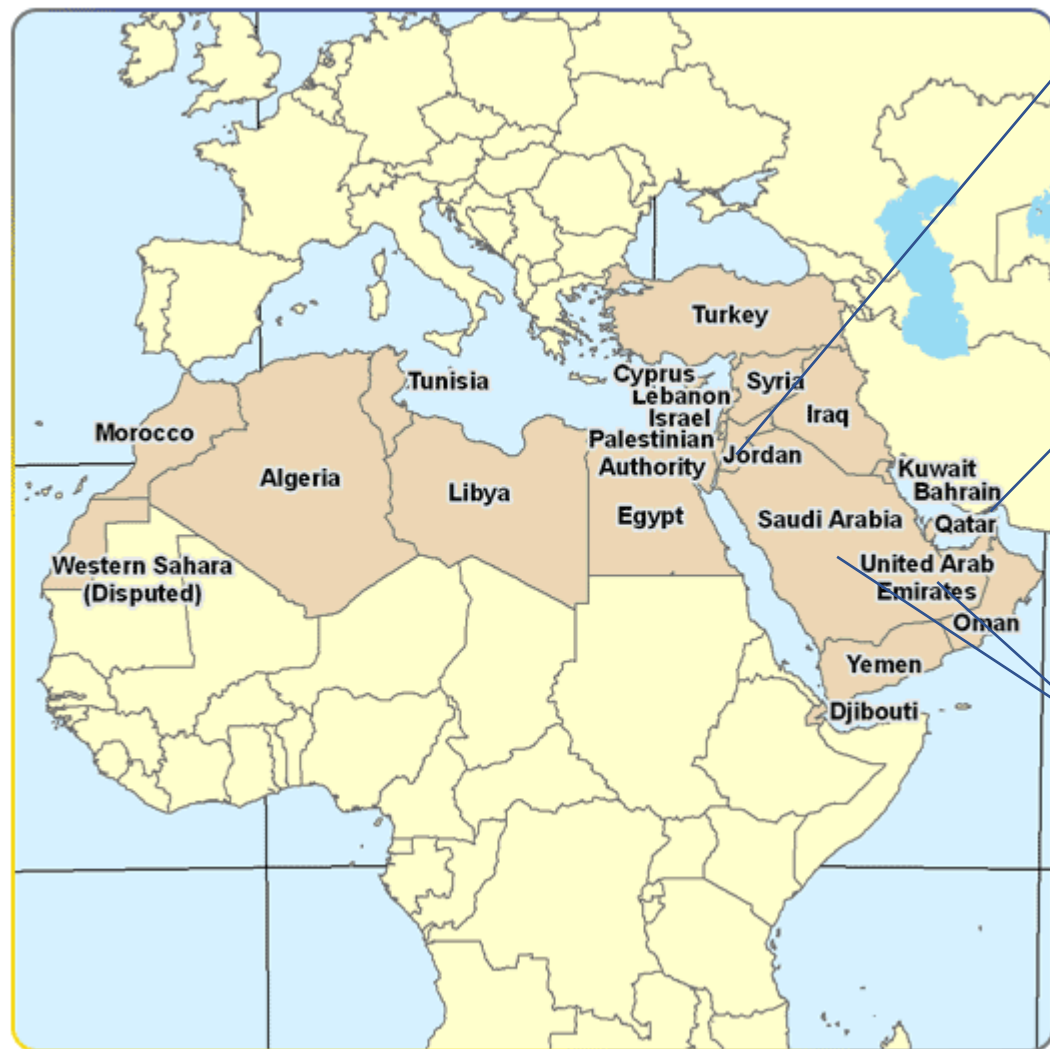 Turkey
Cyprus
Syria
Tunisia
Lebanon
Iraq
Israel
Morocco
Palestinian
Authority
Jordan
Algeria
Kuwait
Libya
Bahrain
Egypt
Saudi Arabia
Qatar
Western Sahara
(Disputed)
United Arab
Emirates
Oman
Yemen
Djibouti